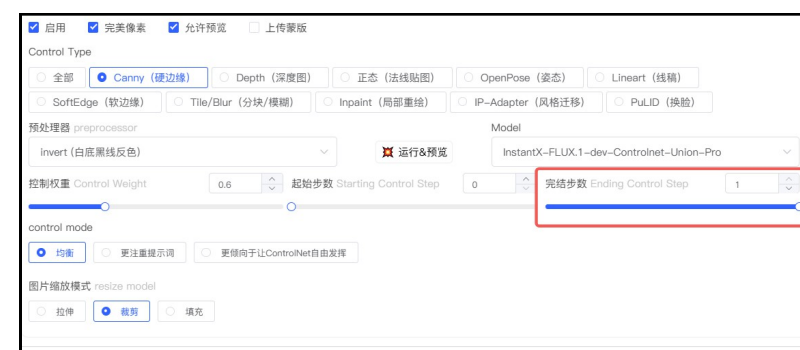 启用 完美像素 允许预览 上传蒙版
Control Type
全部 Canny (硬边缘) Depth (深度图) 正态 (法线贴图) OpenPose (姿态) Lineart (线稿)
SoftEdge (软边缘) Tile/Blur (分块/模糊) Inpaint (局部重绘) IP-Adapter (风格迁移) PuLID (换脸)
预处理器 preprocessor Model
invert (白底黑线反色) 💥 运行&预览 InstantX-FLUX.1-dev-Controlnet-Union-Pro
控制权重 Control Weight 0.6 起始步数 Starting Control Step 0 完结步数 Ending Control Step 1
control mode
均衡 更注重提示词 更倾向于让ControlNet自由发挥
图片缩放模式 resize model
拉伸 裁剪 填充